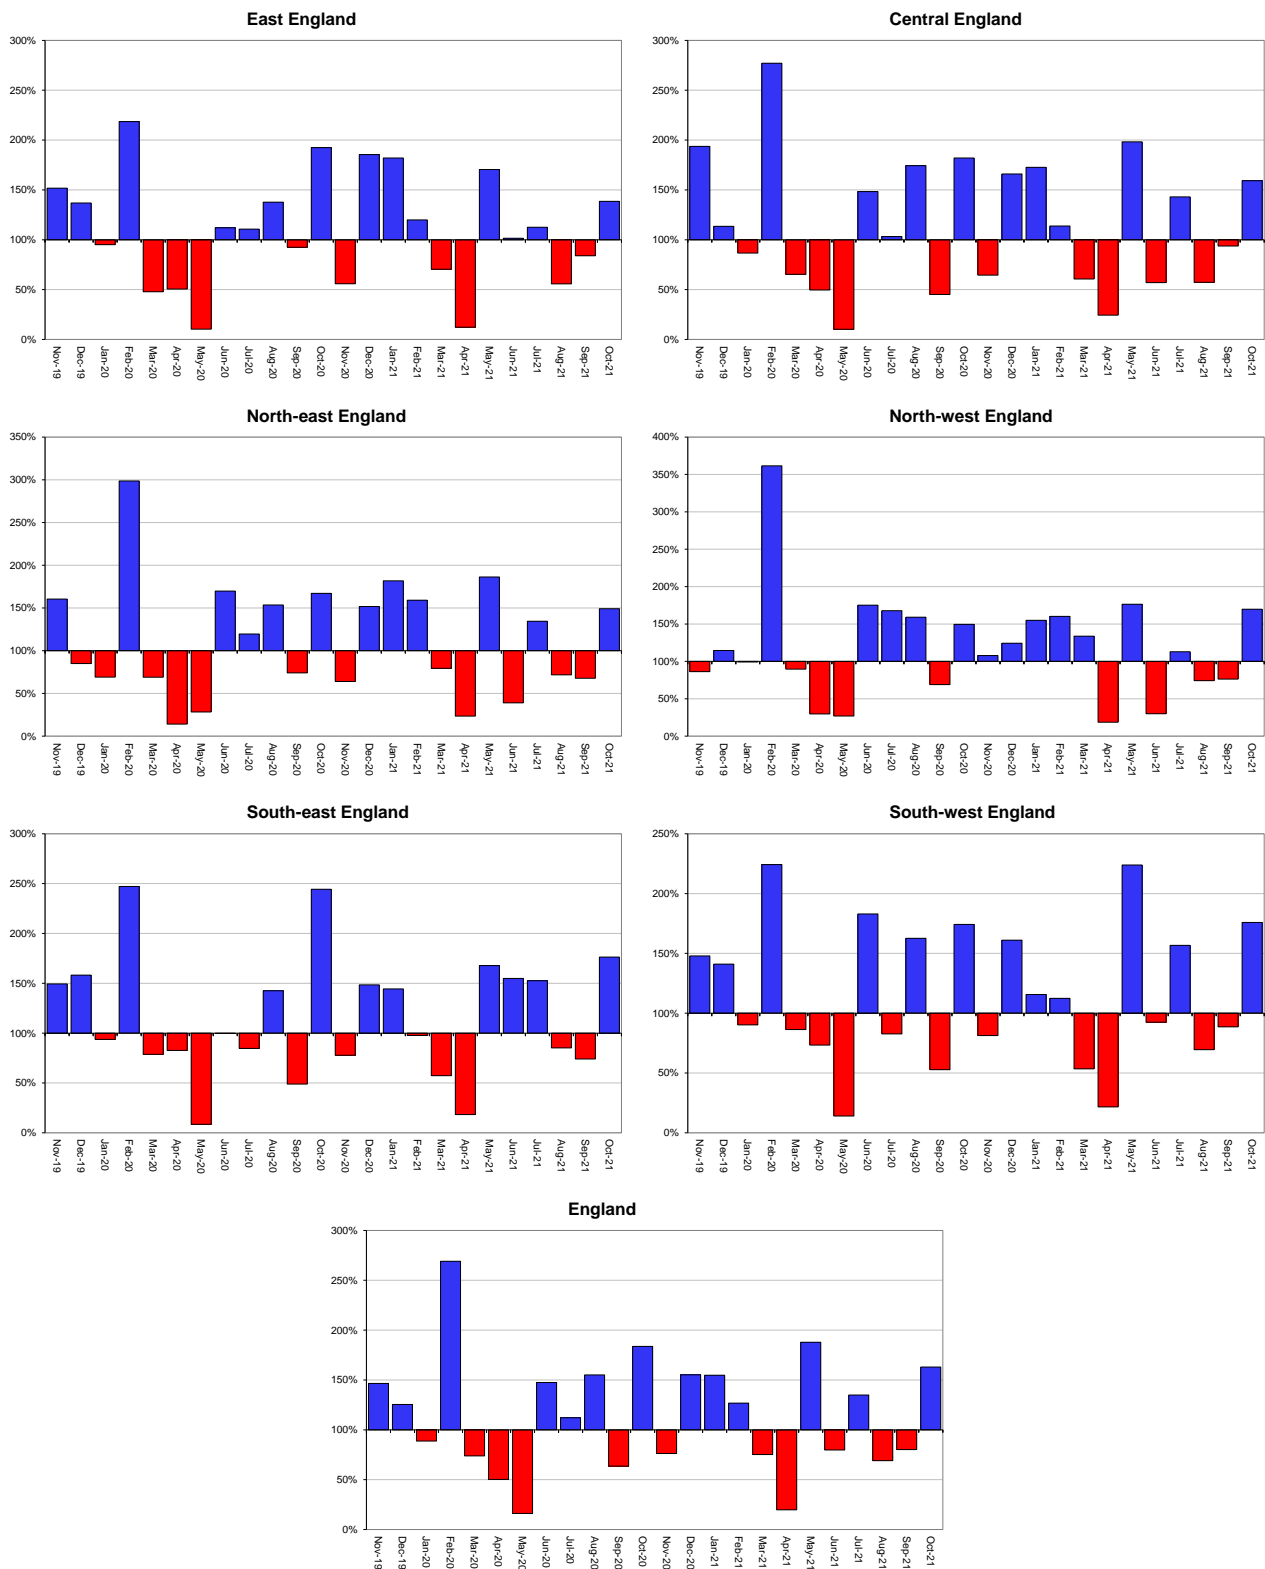 East England
300%
250%
200%
150%
100%
50%
0%
Nov-19
Dec-19
Jan-20
Feb-20
Mar-20
Apr-20
May-20
Jun-20
Jul-20
Aug-20
Sep-20
Oct-20
Nov-20
Dec-20
Jan-21
Feb-21
Mar-21
Apr-21
May-21
Jun-21
Jul-21
Aug-21
Sep-21
Oct-21
Central England
300%
250%
200%
150%
100%
50%
0%
Nov-19
Dec-19
Jan-20
Feb-20
Mar-20
Apr-20
May-20
Jun-20
Jul-20
Aug-20
Sep-20
Oct-20
Nov-20
Dec-20
Jan-21
Feb-21
Mar-21
Apr-21
May-21
Jun-21
Jul-21
Aug-21
Sep-21
Oct-21
North-east England
350%
300%
250%
200%
150%
100%
50%
0%
Nov-19
Dec-19
Jan-20
Feb-20
Mar-20
Apr-20
May-20
Jun-20
Jul-20
Aug-20
Sep-20
Oct-20
Nov-20
Dec-20
Jan-21
Feb-21
Mar-21
Apr-21
May-21
Jun-21
Jul-21
Aug-21
Sep-21
Oct-21
North-west England
400%
350%
300%
250%
200%
150%
100%
50%
0%
Nov-19
Dec-19
Jan-20
Feb-20
Mar-20
Apr-20
May-20
Jun-20
Jul-20
Aug-20
Sep-20
Oct-20
Nov-20
Dec-20
Jan-21
Feb-21
Mar-21
Apr-21
May-21
Jun-21
Jul-21
Aug-21
Sep-21
Oct-21
South-east England
300%
250%
200%
150%
100%
50%
0%
Nov-19
Dec-19
Jan-20
Feb-20
Mar-20
Apr-20
May-20
Jun-20
Jul-20
Aug-20
Sep-20
Oct-20
Nov-20
Dec-20
Jan-21
Feb-21
Mar-21
Apr-21
May-21
Jun-21
Jul-21
Aug-21
Sep-21
Oct-21
South-west England
250%
200%
150%
100%
50%
0%
Nov-19
Dec-19
Jan-20
Feb-20
Mar-20
Apr-20
May-20
Jun-20
Jul-20
Aug-20
Sep-20
Oct-20
Nov-20
Dec-20
Jan-21
Feb-21
Mar-21
Apr-21
May-21
Jun-21
Jul-21
Aug-21
Sep-21
Oct-21
England
300%
250%
200%
150%
100%
50%
0%
Nov-19
Dec-19
Jan-20
Feb-20
Mar-20
Apr-20
May-20
Jun-20
Jul-20
Aug-20
Sep-20
Oct-20
Nov-20
Dec-20
Jan-21
Feb-21
Mar-21
Apr-21
May-21
Jun-21
Jul-21
Aug-21
Sep-21
Oct-21